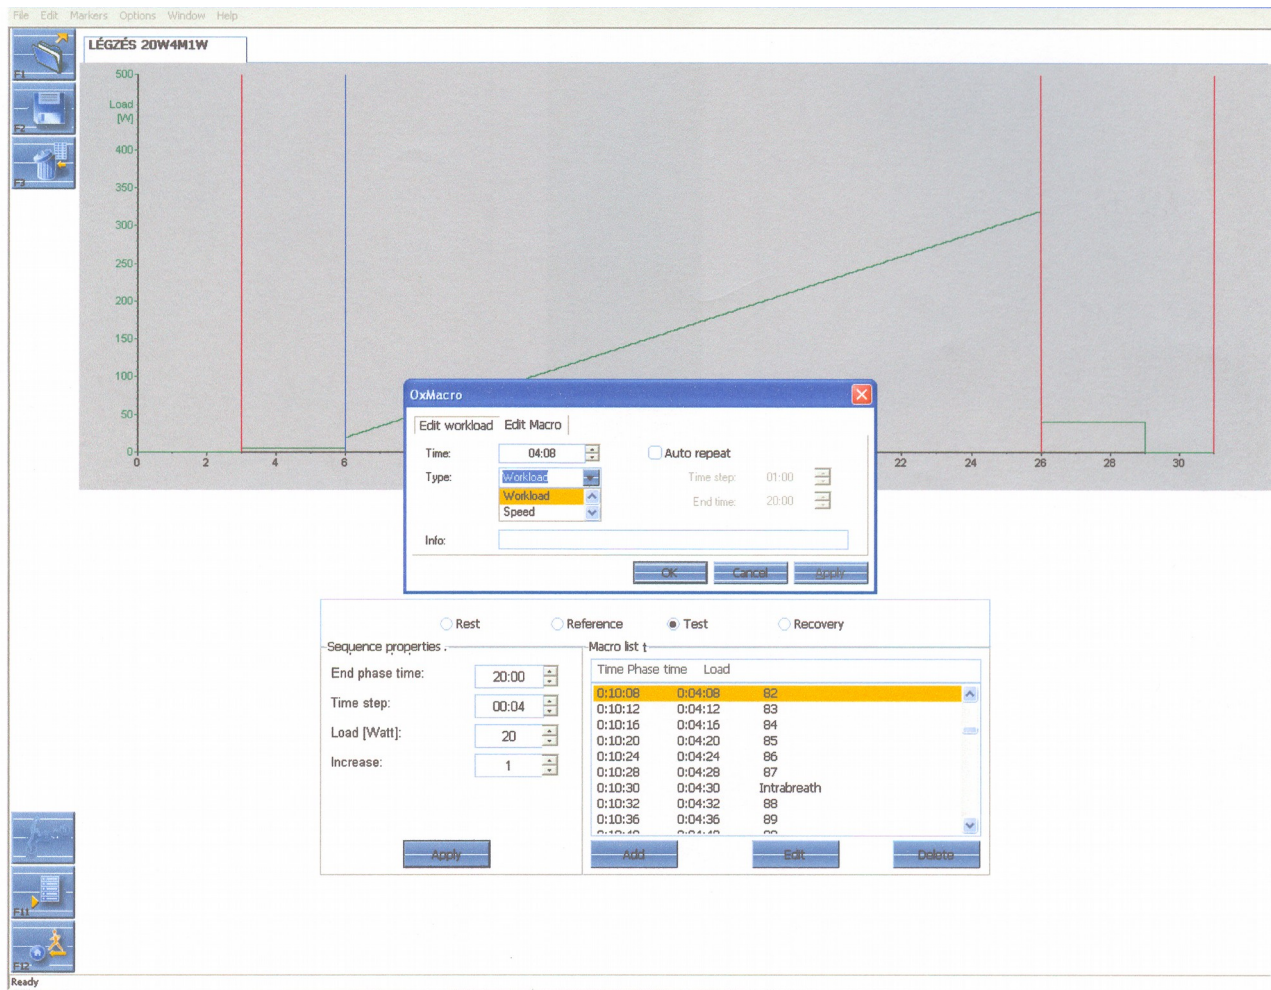 File Edit Markers Options Window Help
LÉGZÉS 20W4M1W
F1
F2
F3
500
Load
[W]
400
350
300
250
200
150
100
50
0
0 2 4 6 22 24 26 28 30
OxMacro
Edit workload Edit Macro
Time: 04:08 Auto repeat
Type: Workload Time step: 01:00
Workload End time: 20:00
Speed
Info:
OK Cancel Apply
Rest Reference Test Recovery
Sequence properties . Macro list t
End phase time: 20:00
Time step: 00:04
Load [Watt]: 20
Increase: 1
Apply
Time Phase time Load
0:10:08 0:04:08 82
0:10:12 0:04:12 83
0:10:16 0:04:16 84
0:10:20 0:04:20 85
0:10:24 0:04:24 86
0:10:28 0:04:28 87
0:10:30 0:04:30 Intrabreath
0:10:32 0:04:32 88
0:10:36 0:04:36 89
Add Edit Delete
F11
F12
Ready